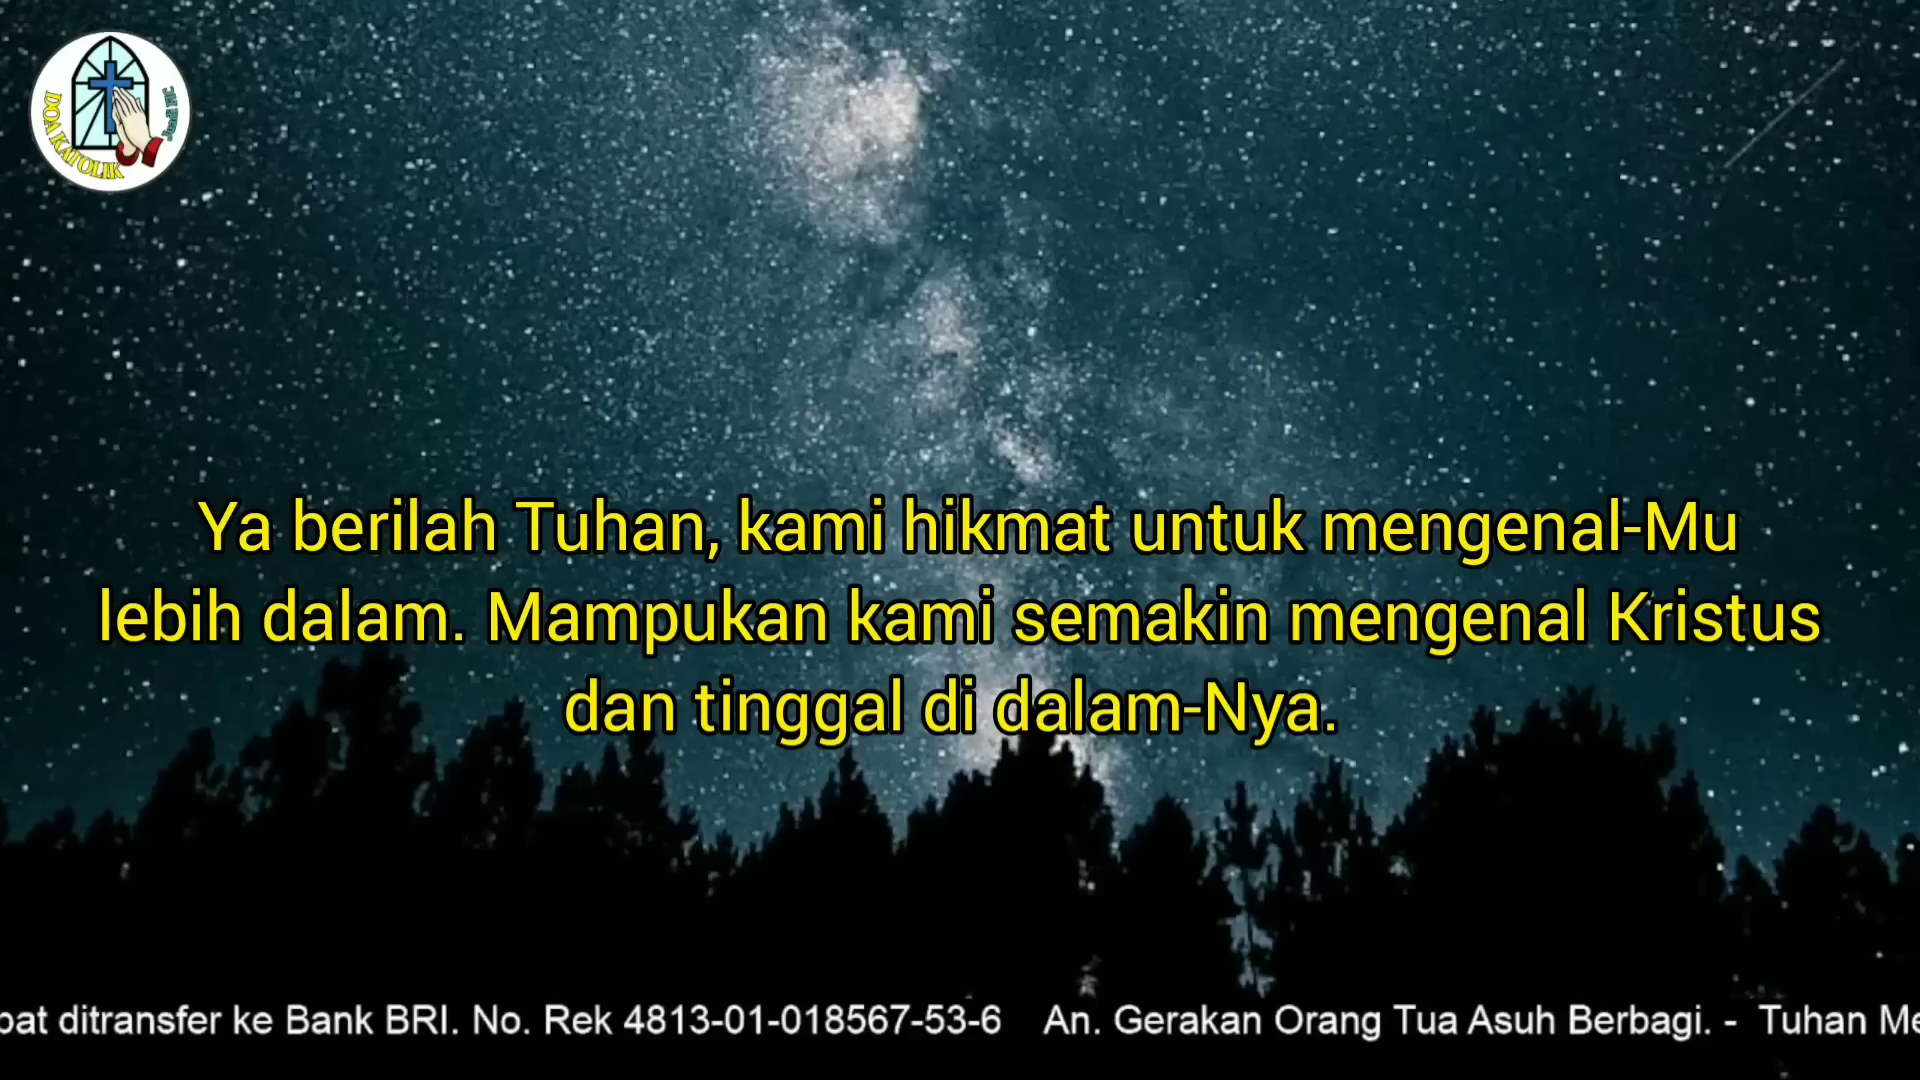 DOA KATOLIK
Ya berilah Tuhan, kami hikmat untuk mengenal-Mu
lebih dalam. Mampukan kami semakin mengenal Kristus
dan tinggal di dalam-Nya.
pat ditransfer ke Bank BRI. No. Rek 4813-01-018567-53-6 An. Gerakan Orang Tua Asuh Berbagi. - Tuhan Me